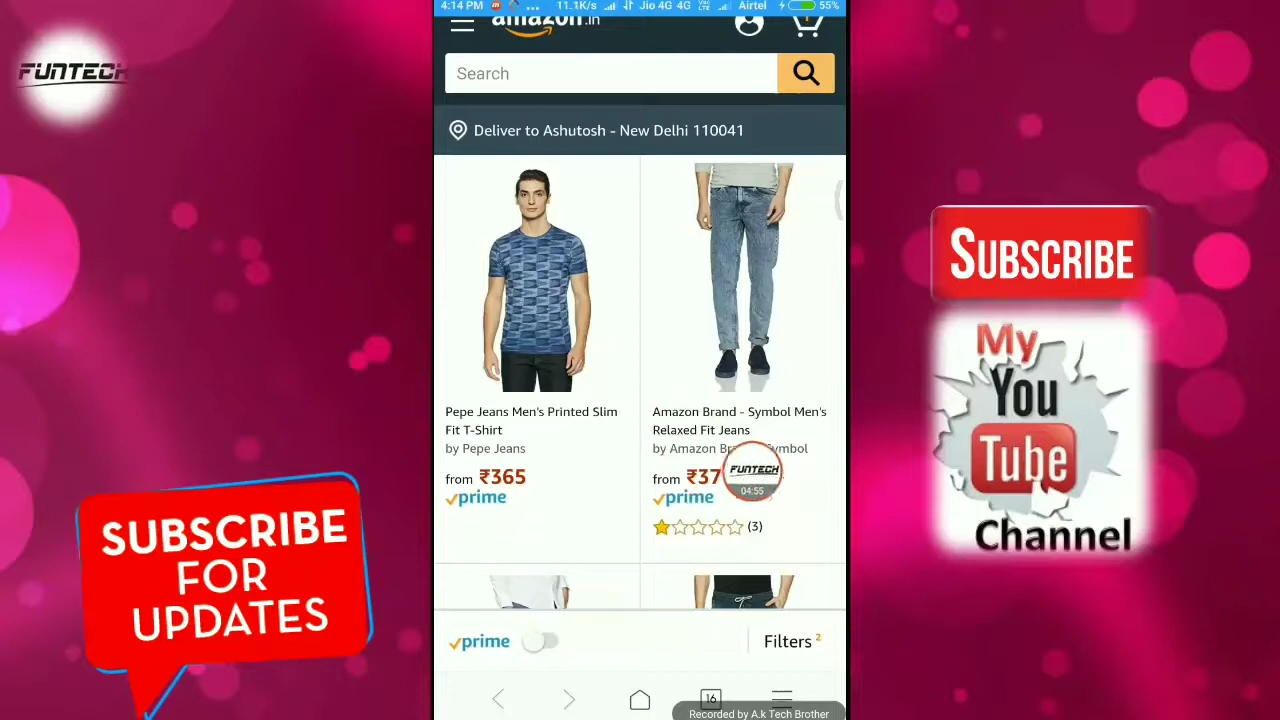 4:14 PM ... 11.1K/s Jio 4G 4G VoLTE Airtel 55%
FUNTECH
amazon.in
Search
Deliver to Ashutosh - New Delhi 110041
SUBSCRIBE
My
You
Tube
Channel
Pepe Jeans Men's Printed Slim
Fit T-Shirt
by Pepe Jeans
from ₹365
prime
Amazon Brand - Symbol Men's
Relaxed Fit Jeans
by Amazon Symbol
from ₹37
FUNTECH
04:55
prime
(3)
SUBSCRIBE
FOR
UPDATES
prime
Filters 2
16
Recorded by A.k Tech Brother